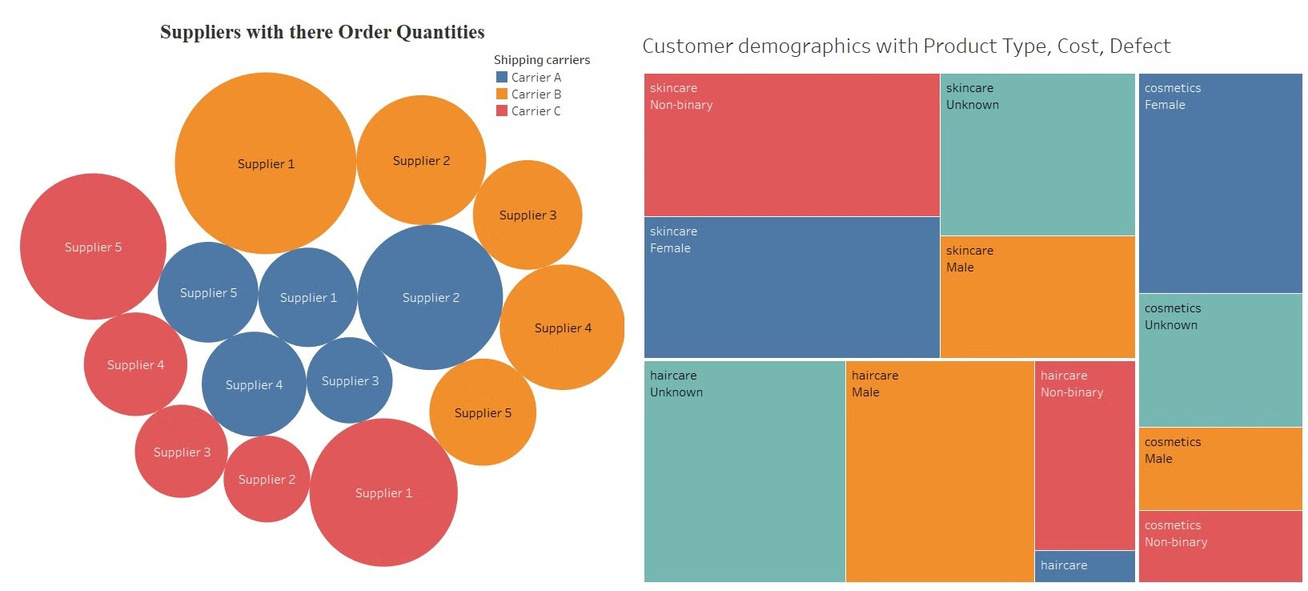 Suppliers with there Order Quantities
Shipping carriers
Carrier A
Carrier B
Carrier C
Supplier 1
Supplier 2
Supplier 3
Supplier 5
Supplier 5
Supplier 1
Supplier 2
Supplier 4
Supplier 4
Supplier 4
Supplier 3
Supplier 5
Supplier 3
Supplier 2
Supplier 1
Customer demographics with Product Type, Cost, Defect
skincare
Non-binary
skincare
Unknown
cosmetics
Female
skincare
Female
skincare
Male
cosmetics
Unknown
haircare
Unknown
haircare
Male
haircare
Non-binary
cosmetics
Male
cosmetics
Non-binary
haircare